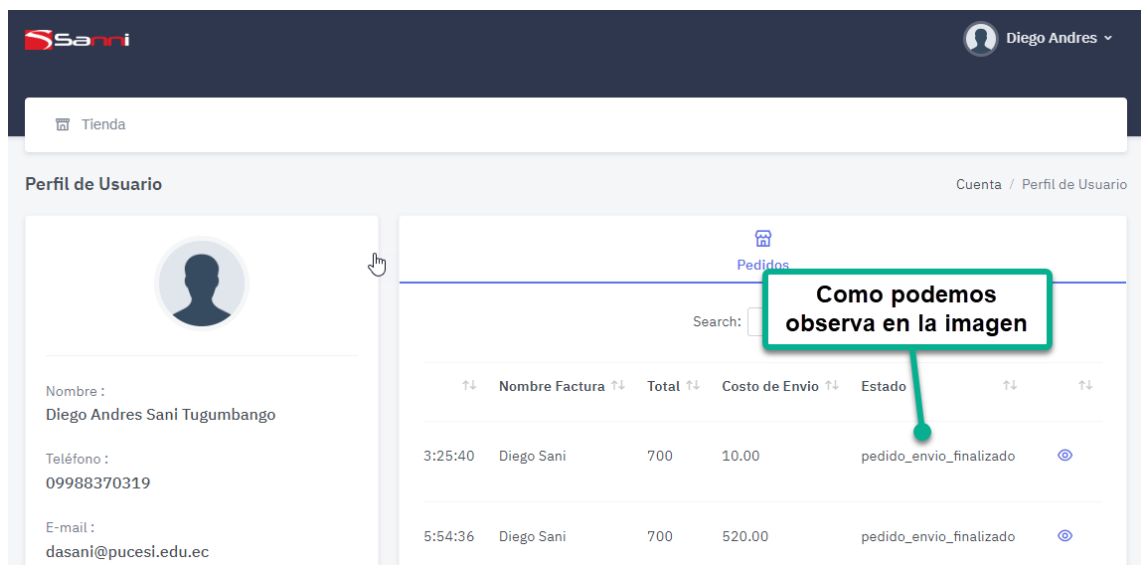 Sanni
Diego Andres
Tienda
Perfil de Usuario
Cuenta / Perfil de Usuario
Pedidos
Como podemos
observa en la imagen
Search:
Nombre Factura
Total
Costo de Envio
Estado
3:25:40 Diego Sani 700 10.00 pedido_envio_finalizado
5:54:36 Diego Sani 700 520.00 pedido_envio_finalizado
Nombre :
Diego Andres Sani Tugumbango
Teléfono :
09988370319
E-mail :
dasani@pucesi.edu.ec